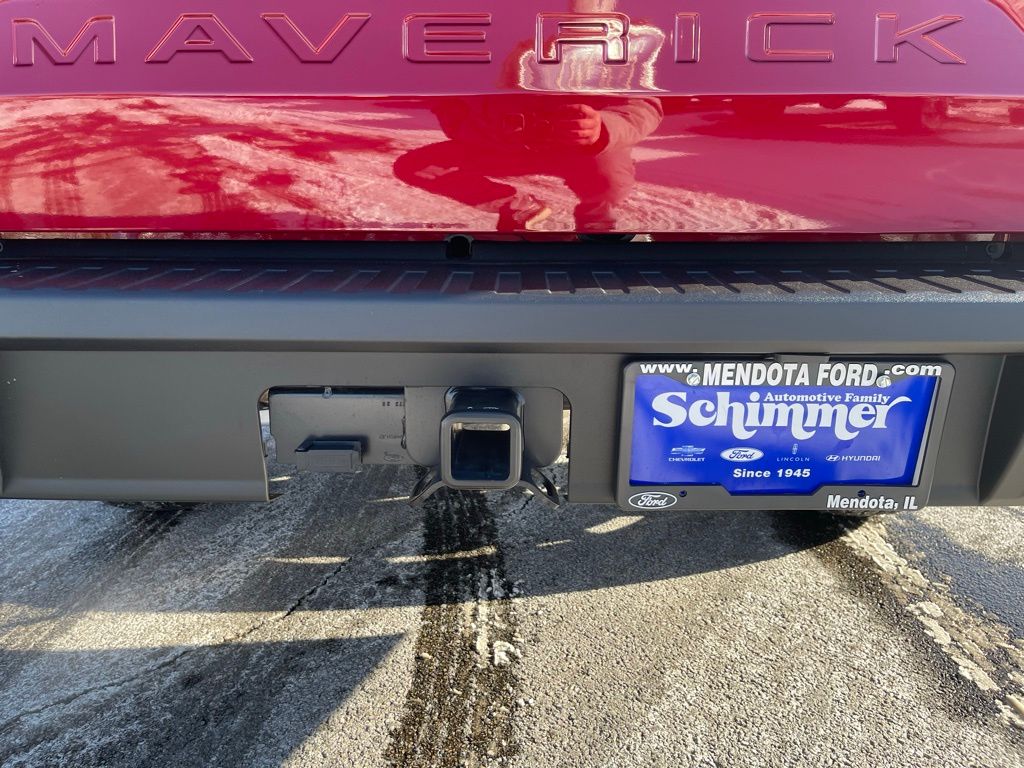 MAVERICK
www.MENDOTA FORD.com
Automotive Family
Schimmer
CHEVROLET Ford LINCOLN HYUNDAI
Since 1945
Ford Mendota, IL